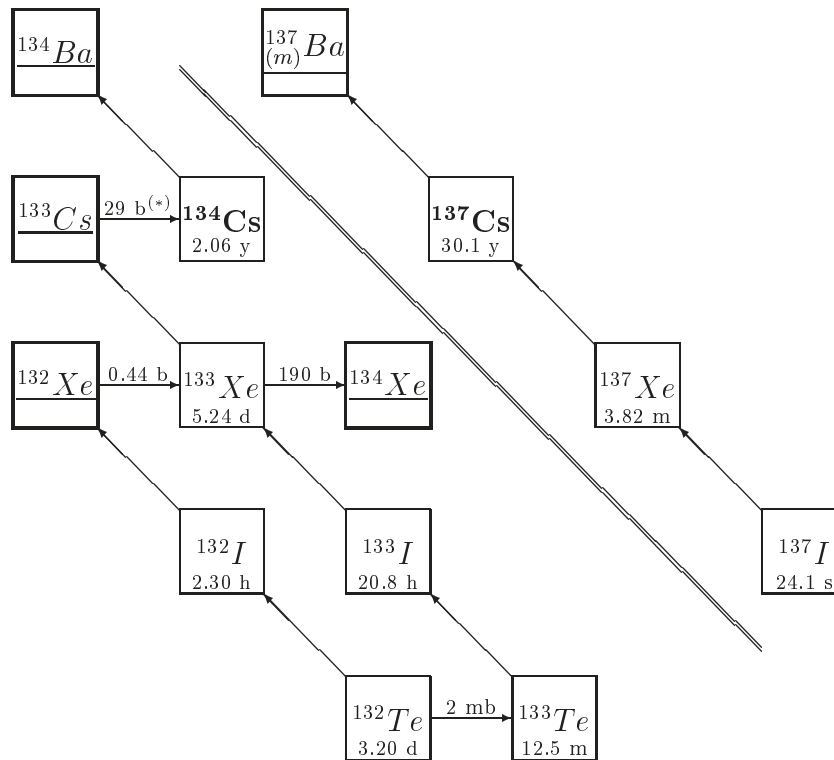 134Ba
137(m)Ba
133Cs
29 b(*)
134Cs
2.06 y
137Cs
30.1 y
132Xe
0.44 b
133Xe
5.24 d
190 b
134Xe
137Xe
3.82 m
132I
2.30 h
133I
20.8 h
137I
24.1 s
132Te
3.20 d
2 mb
133Te
12.5 m